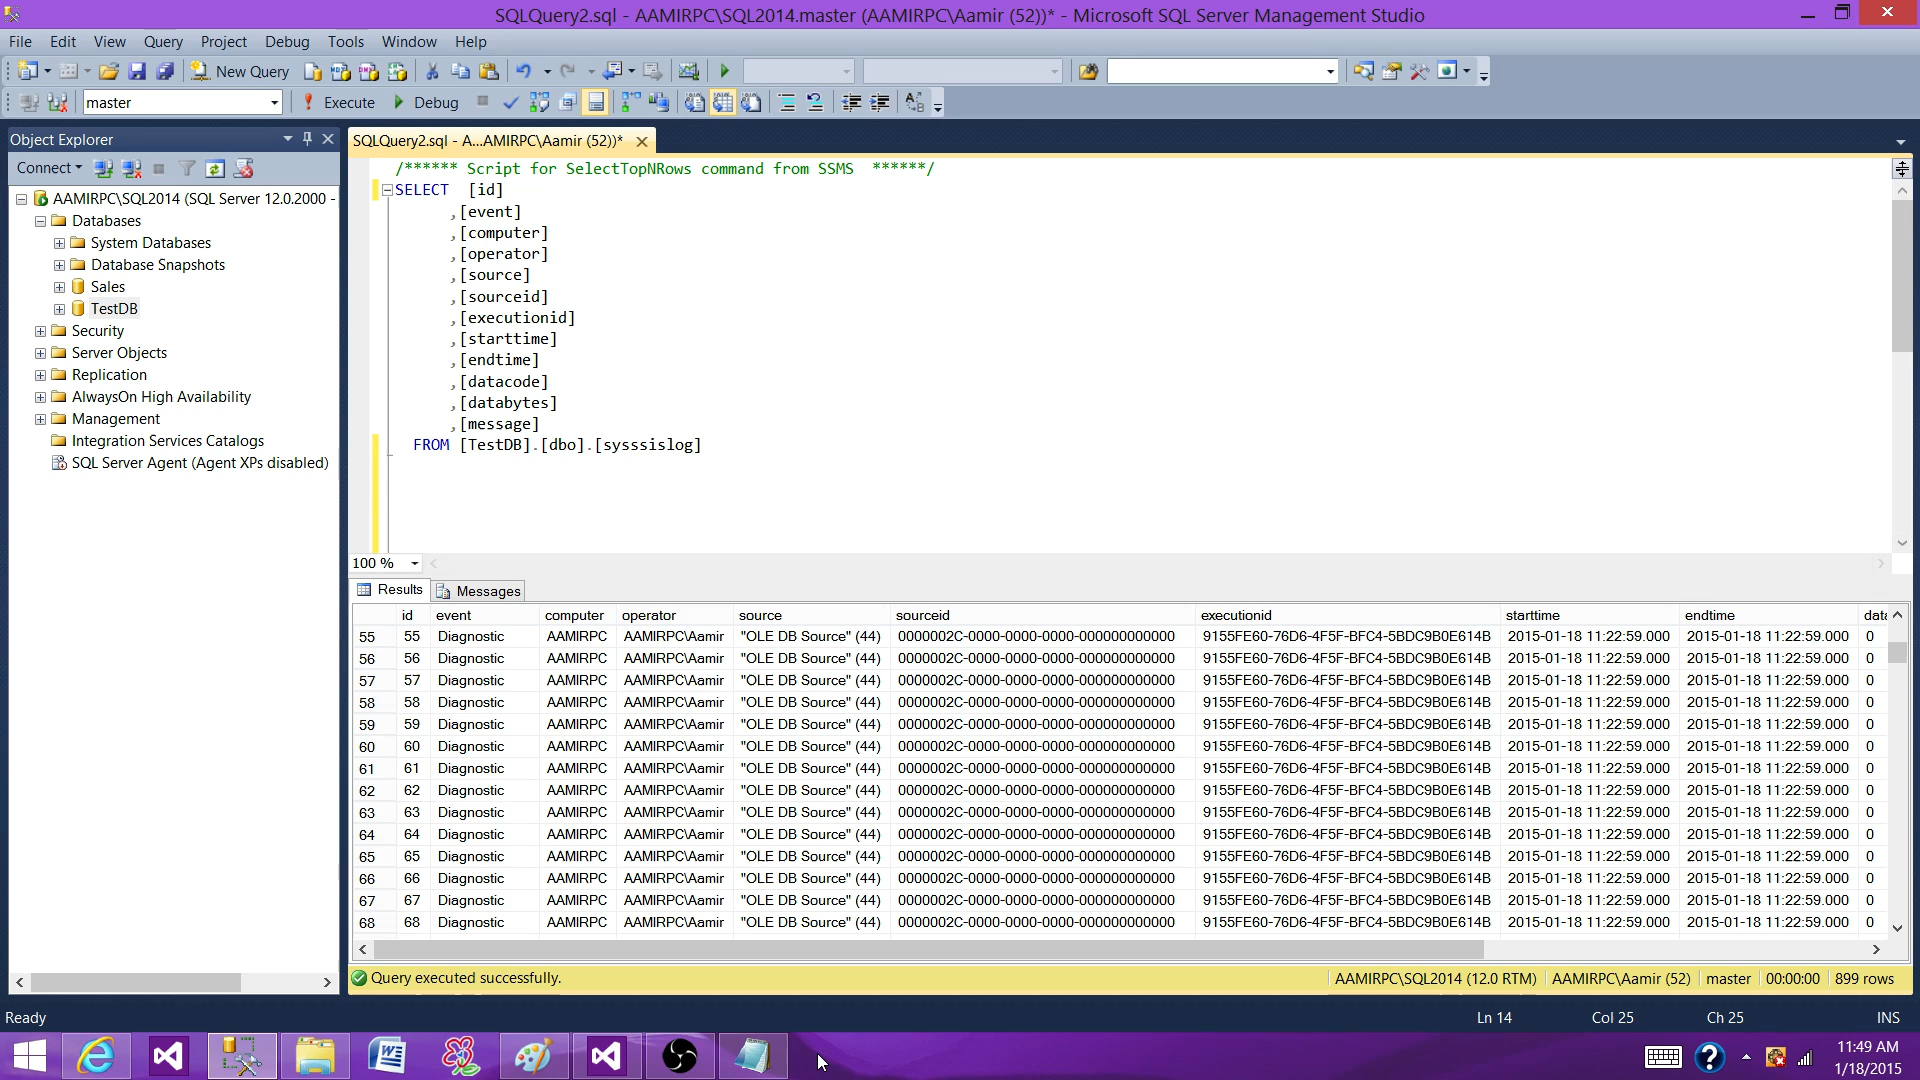 SQLQuery2.sql - AAMIRPC\SQL2014.master (AAMIRPC\Aamir (52))* - Microsoft SQL Server Management Studio
File Edit View Query Project Debug Tools Window Help
New Query
master Execute Debug
Object Explorer
SQLQuery2.sql - A...AMIRPC\Aamir (52))*
Connect
AAMIRPC\SQL2014 (SQL Server 12.0.2000 -
Databases
System Databases
Database Snapshots
Sales
TestDB
Security
Server Objects
Replication
AlwaysOn High Availability
Management
Integration Services Catalogs
SQL Server Agent (Agent XPs disabled)
/****** Script for SelectTopNRows command from SSMS ******/
SELECT [id]
,[event]
,[computer]
,[operator]
,[source]
,[sourceid]
,[executionid]
,[starttime]
,[endtime]
,[datacode]
,[databytes]
,[message]
FROM [TestDB].[dbo].[sysssislog]
100 %
Results Messages
id event computer operator source sourceid executionid starttime endtime data
55 55 Diagnostic AAMIRPC AAMIRPC\Aamir "OLE DB Source" (44) 0000002C-0000-0000-0000-000000000000 9155FE60-76D6-4F5F-BFC4-5BDC9B0E614B 2015-01-18 11:22:59.000 2015-01-18 11:22:59.000 0
56 56 Diagnostic AAMIRPC AAMIRPC\Aamir "OLE DB Source" (44) 0000002C-0000-0000-0000-000000000000 9155FE60-76D6-4F5F-BFC4-5BDC9B0E614B 2015-01-18 11:22:59.000 2015-01-18 11:22:59.000 0
57 57 Diagnostic AAMIRPC AAMIRPC\Aamir "OLE DB Source" (44) 0000002C-0000-0000-0000-000000000000 9155FE60-76D6-4F5F-BFC4-5BDC9B0E614B 2015-01-18 11:22:59.000 2015-01-18 11:22:59.000 0
58 58 Diagnostic AAMIRPC AAMIRPC\Aamir "OLE DB Source" (44) 0000002C-0000-0000-0000-000000000000 9155FE60-76D6-4F5F-BFC4-5BDC9B0E614B 2015-01-18 11:22:59.000 2015-01-18 11:22:59.000 0
59 59 Diagnostic AAMIRPC AAMIRPC\Aamir "OLE DB Source" (44) 0000002C-0000-0000-0000-000000000000 9155FE60-76D6-4F5F-BFC4-5BDC9B0E614B 2015-01-18 11:22:59.000 2015-01-18 11:22:59.000 0
60 60 Diagnostic AAMIRPC AAMIRPC\Aamir "OLE DB Source" (44) 0000002C-0000-0000-0000-000000000000 9155FE60-76D6-4F5F-BFC4-5BDC9B0E614B 2015-01-18 11:22:59.000 2015-01-18 11:22:59.000 0
61 61 Diagnostic AAMIRPC AAMIRPC\Aamir "OLE DB Source" (44) 0000002C-0000-0000-0000-000000000000 9155FE60-76D6-4F5F-BFC4-5BDC9B0E614B 2015-01-18 11:22:59.000 2015-01-18 11:22:59.000 0
62 62 Diagnostic AAMIRPC AAMIRPC\Aamir "OLE DB Source" (44) 0000002C-0000-0000-0000-000000000000 9155FE60-76D6-4F5F-BFC4-5BDC9B0E614B 2015-01-18 11:22:59.000 2015-01-18 11:22:59.000 0
63 63 Diagnostic AAMIRPC AAMIRPC\Aamir "OLE DB Source" (44) 0000002C-0000-0000-0000-000000000000 9155FE60-76D6-4F5F-BFC4-5BDC9B0E614B 2015-01-18 11:22:59.000 2015-01-18 11:22:59.000 0
64 64 Diagnostic AAMIRPC AAMIRPC\Aamir "OLE DB Source" (44) 0000002C-0000-0000-0000-000000000000 9155FE60-76D6-4F5F-BFC4-5BDC9B0E614B 2015-01-18 11:22:59.000 2015-01-18 11:22:59.000 0
65 65 Diagnostic AAMIRPC AAMIRPC\Aamir "OLE DB Source" (44) 0000002C-0000-0000-0000-000000000000 9155FE60-76D6-4F5F-BFC4-5BDC9B0E614B 2015-01-18 11:22:59.000 2015-01-18 11:22:59.000 0
66 66 Diagnostic AAMIRPC AAMIRPC\Aamir "OLE DB Source" (44) 0000002C-0000-0000-0000-000000000000 9155FE60-76D6-4F5F-BFC4-5BDC9B0E614B 2015-01-18 11:22:59.000 2015-01-18 11:22:59.000 0
67 67 Diagnostic AAMIRPC AAMIRPC\Aamir "OLE DB Source" (44) 0000002C-0000-0000-0000-000000000000 9155FE60-76D6-4F5F-BFC4-5BDC9B0E614B 2015-01-18 11:22:59.000 2015-01-18 11:22:59.000 0
68 68 Diagnostic AAMIRPC AAMIRPC\Aamir "OLE DB Source" (44) 0000002C-0000-0000-0000-000000000000 9155FE60-76D6-4F5F-BFC4-5BDC9B0E614B 2015-01-18 11:22:59.000 2015-01-18 11:22:59.000 0
Query executed successfully. AAMIRPC\SQL2014 (12.0 RTM) AAMIRPC\Aamir (52) master 00:00:00 899 rows
Ready Ln 14 Col 25 Ch 25 INS
11:49 AM
1/18/2015